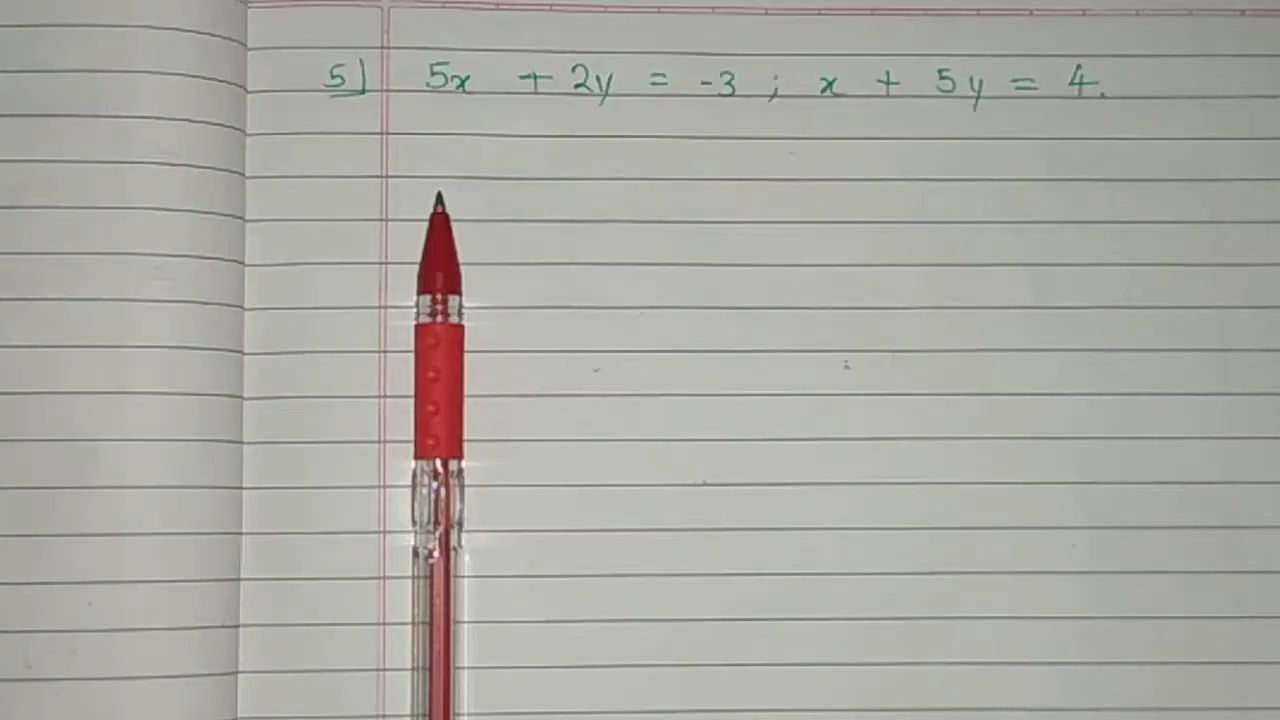 5] 5x + 2y = -3 ; x + 5y = 4.